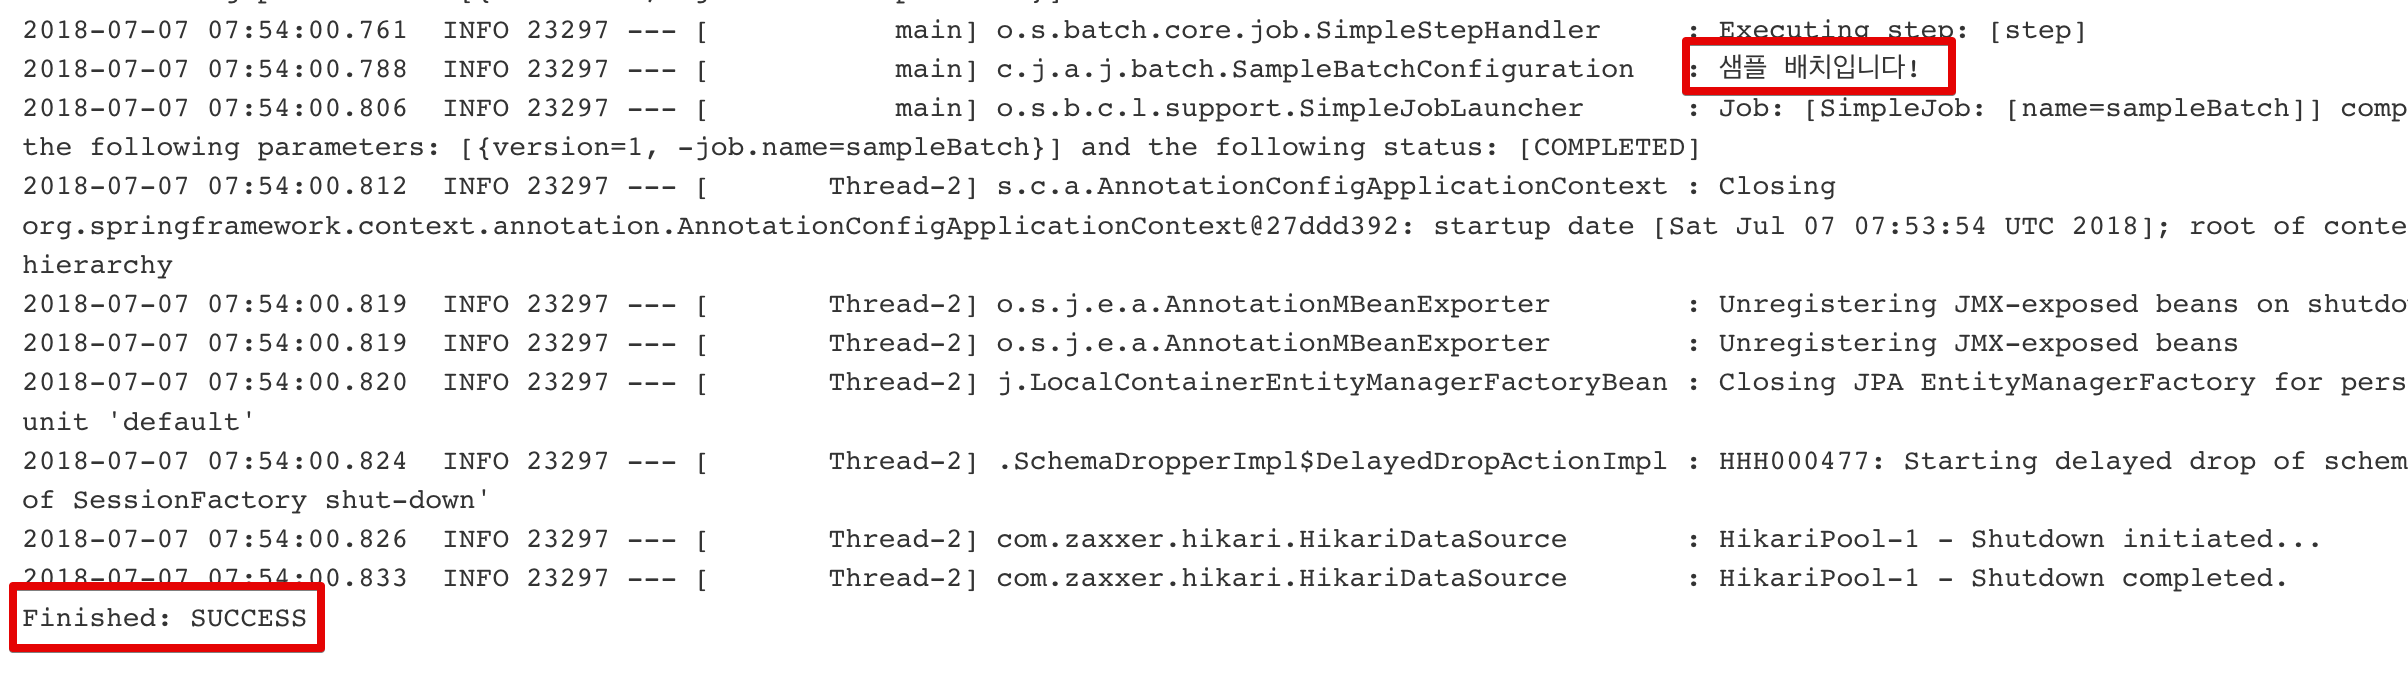 2018-07-07 07:54:00.761  INFO 23297 --- [           main] o.s.batch.core.job.SimpleStepHandler     : Executing step: [step]
2018-07-07 07:54:00.788  INFO 23297 --- [           main] c.j.a.j.batch.SampleBatchConfiguration   : 샘플 배치입니다!
2018-07-07 07:54:00.806  INFO 23297 --- [           main] o.s.b.c.l.support.SimpleJobLauncher      : Job: [SimpleJob: [name=sampleBatch]] comp
the following parameters: [{version=1, -job.name=sampleBatch}] and the following status: [COMPLETED]
2018-07-07 07:54:00.812  INFO 23297 --- [       Thread-2] s.c.a.AnnotationConfigApplicationContext : Closing
org.springframework.context.annotation.AnnotationConfigApplicationContext@27ddd392: startup date [Sat Jul 07 07:53:54 UTC 2018]; root of conte
hierarchy
2018-07-07 07:54:00.819  INFO 23297 --- [       Thread-2] o.s.j.e.a.AnnotationMBeanExporter        : Unregistering JMX-exposed beans on shutdo
2018-07-07 07:54:00.819  INFO 23297 --- [       Thread-2] o.s.j.e.a.AnnotationMBeanExporter        : Unregistering JMX-exposed beans
2018-07-07 07:54:00.820  INFO 23297 --- [       Thread-2] j.LocalContainerEntityManagerFactoryBean : Closing JPA EntityManagerFactory for pers
unit 'default'
2018-07-07 07:54:00.824  INFO 23297 --- [       Thread-2] .SchemaDropperImpl$DelayedDropActionImpl : HHH000477: Starting delayed drop of schem
of SessionFactory shut-down'
2018-07-07 07:54:00.826  INFO 23297 --- [       Thread-2] com.zaxxer.hikari.HikariDataSource       : HikariPool-1 - Shutdown initiated...
2018-07-07 07:54:00.833  INFO 23297 --- [       Thread-2] com.zaxxer.hikari.HikariDataSource       : HikariPool-1 - Shutdown completed.
Finished: SUCCESS